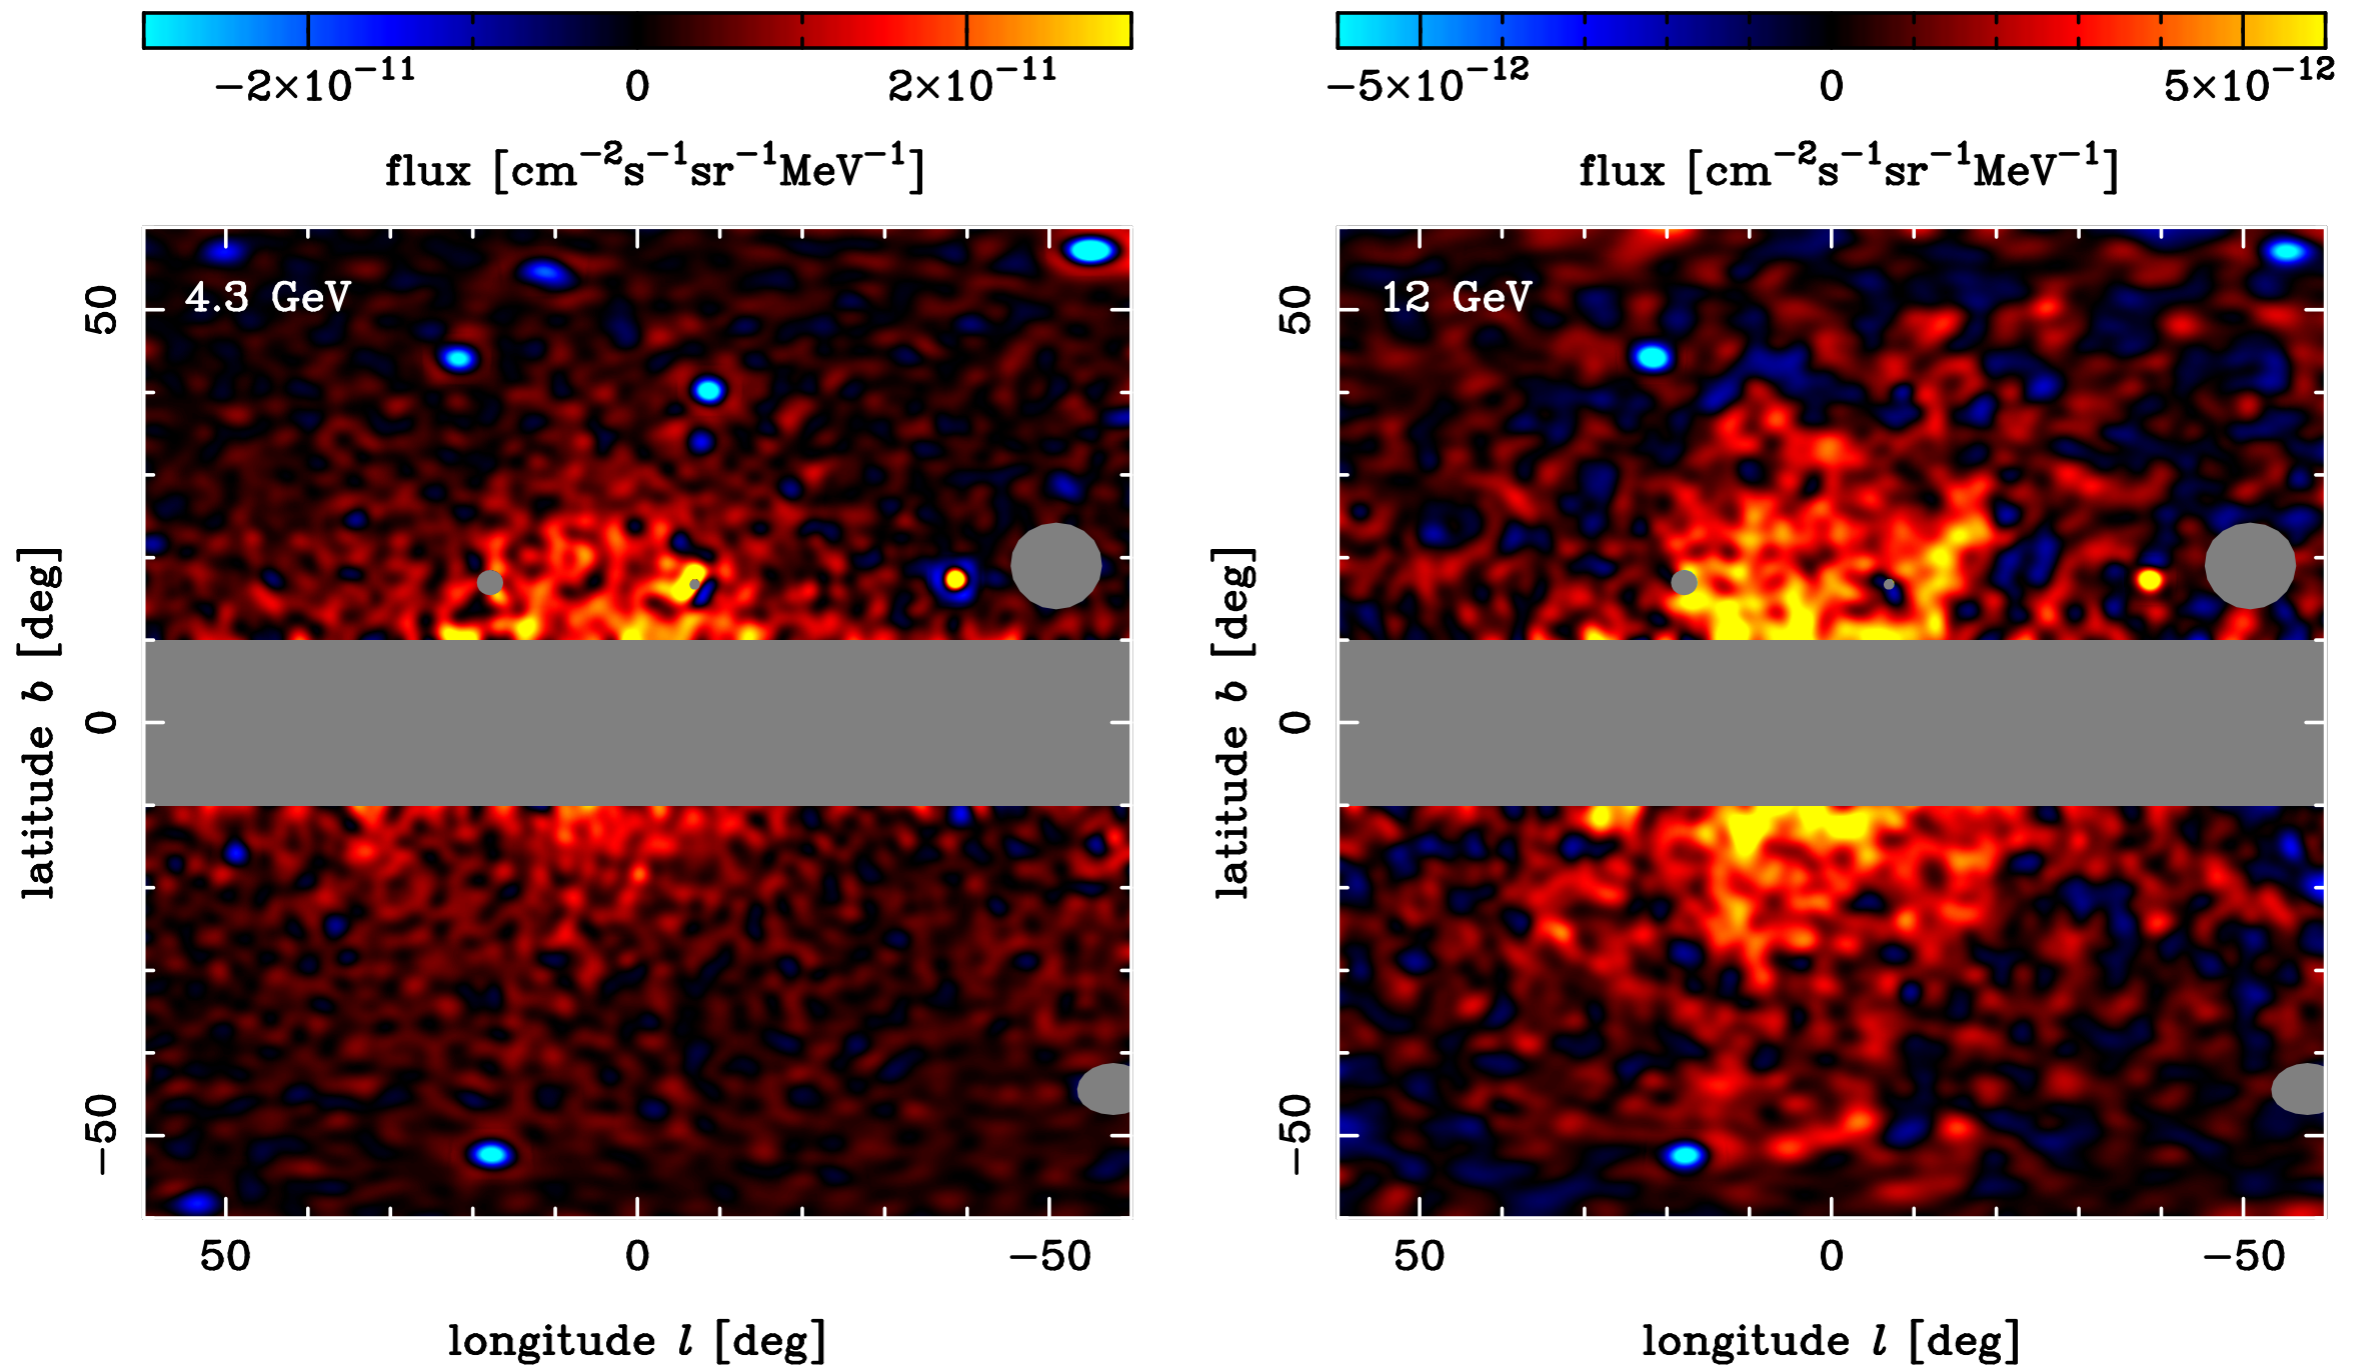 −2×10⁻¹¹ 0 2×10⁻¹¹
flux [cm⁻²s⁻¹sr⁻¹MeV⁻¹]
4.3 GeV
50
0
−50
latitude b [deg]
50 0 −50
longitude l [deg]
−5×10⁻¹² 0 5×10⁻¹²
flux [cm⁻²s⁻¹sr⁻¹MeV⁻¹]
12 GeV
50
0
−50
latitude b [deg]
50 0 −50
longitude l [deg]